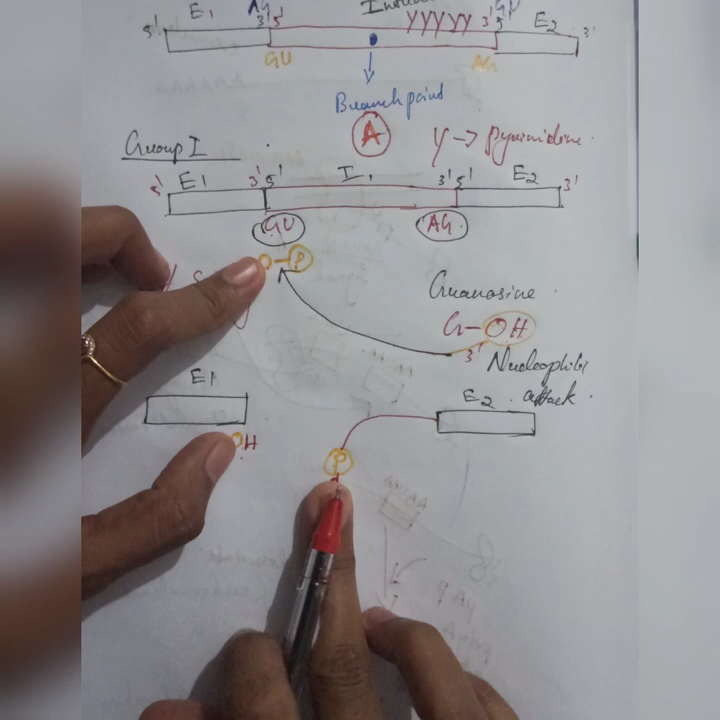 E1 3' 5' YYYYY 3' 5' E2
5' 3'
GU AG
Branch point
A Y → pyrimidine.
Group I
5' E1 3' 5' I1 3' 5' E2 3'
GU AG
O-P
Guanosine
G-OH
3' Nucleophilic
attack.
E1 E2
OH
P